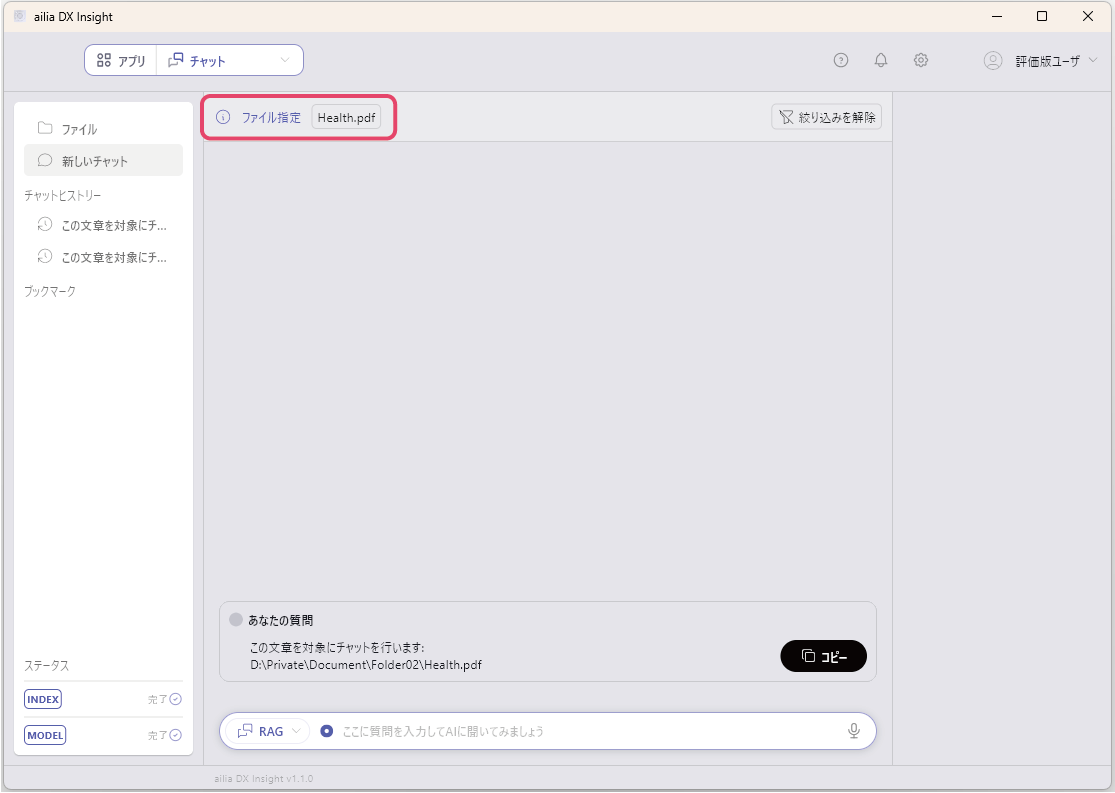 ailia DX Insight
アプリ チャット
評価版ユーザ
ファイル指定 Health.pdf
絞り込みを解除
ファイル
新しいチャット
チャットヒストリー
この文章を対象にチ...
この文章を対象にチ...
ブックマーク
あなたの質問
この文章を対象にチャットを行います:
D:\Private\Document\Folder02\Health.pdf
コピー
ステータス
INDEX 完了
MODEL 完了
RAG ここに質問を入力してAIに聞いてみましょう
ailia DX Insight v1.1.0